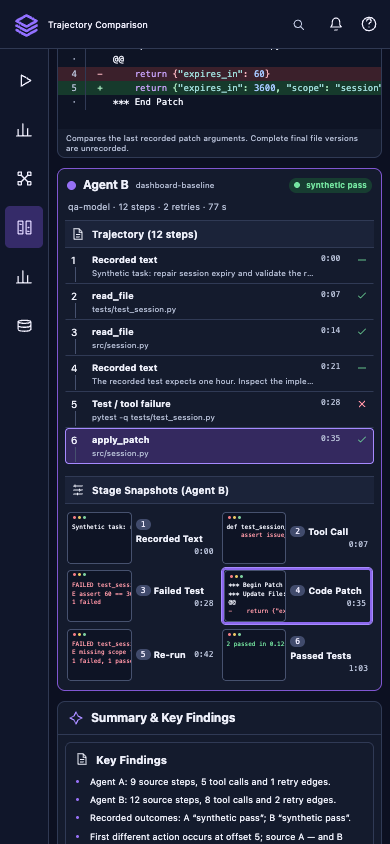 Trajectory Comparison
· @@
4 – return {"expires_in": 60}
5 + return {"expires_in": 3600, "scope": "session"
· *** End Patch
Compares the last recorded patch arguments. Complete final file versions
are unrecorded.
Agent B dashboard-baseline synthetic pass
qa-model · 12 steps · 2 retries · 77 s
Trajectory (12 steps)
1 Recorded text 0:00 —
Synthetic task: repair session expiry and validate the r...
2 read_file 0:07 ✓
tests/test_session.py
3 read_file 0:14 ✓
src/session.py
4 Recorded text 0:21 —
The recorded test expects one hour. Inspect the imple...
5 Test / tool failure 0:28 ✕
pytest -q tests/test_session.py
6 apply_patch 0:35 ✓
src/session.py
Stage Snapshots (Agent B)
Synthetic task:
1
Recorded Text
0:00
def test_session
assert issue
2 Tool Call
0:07
FAILED test_sess
E assert 60 == 3
1 failed
3 Failed Test
0:28
*** Begin Patch
*** Update File:
@@
– return {"ex
4 Code Patch
0:35
FAILED test_sess
E missing scope
1 failed, 1 pass
5 Re-run 0:42
2 passed in 0.12
6
Passed Tests
1:03
Summary & Key Findings
Key Findings
• Agent A: 9 source steps, 5 tool calls and 1 retry edges.
• Agent B: 12 source steps, 8 tool calls and 2 retry edges.
• Recorded outcomes: A “synthetic pass”; B “synthetic pass”.
• First different action occurs at offset 5; source A — and B